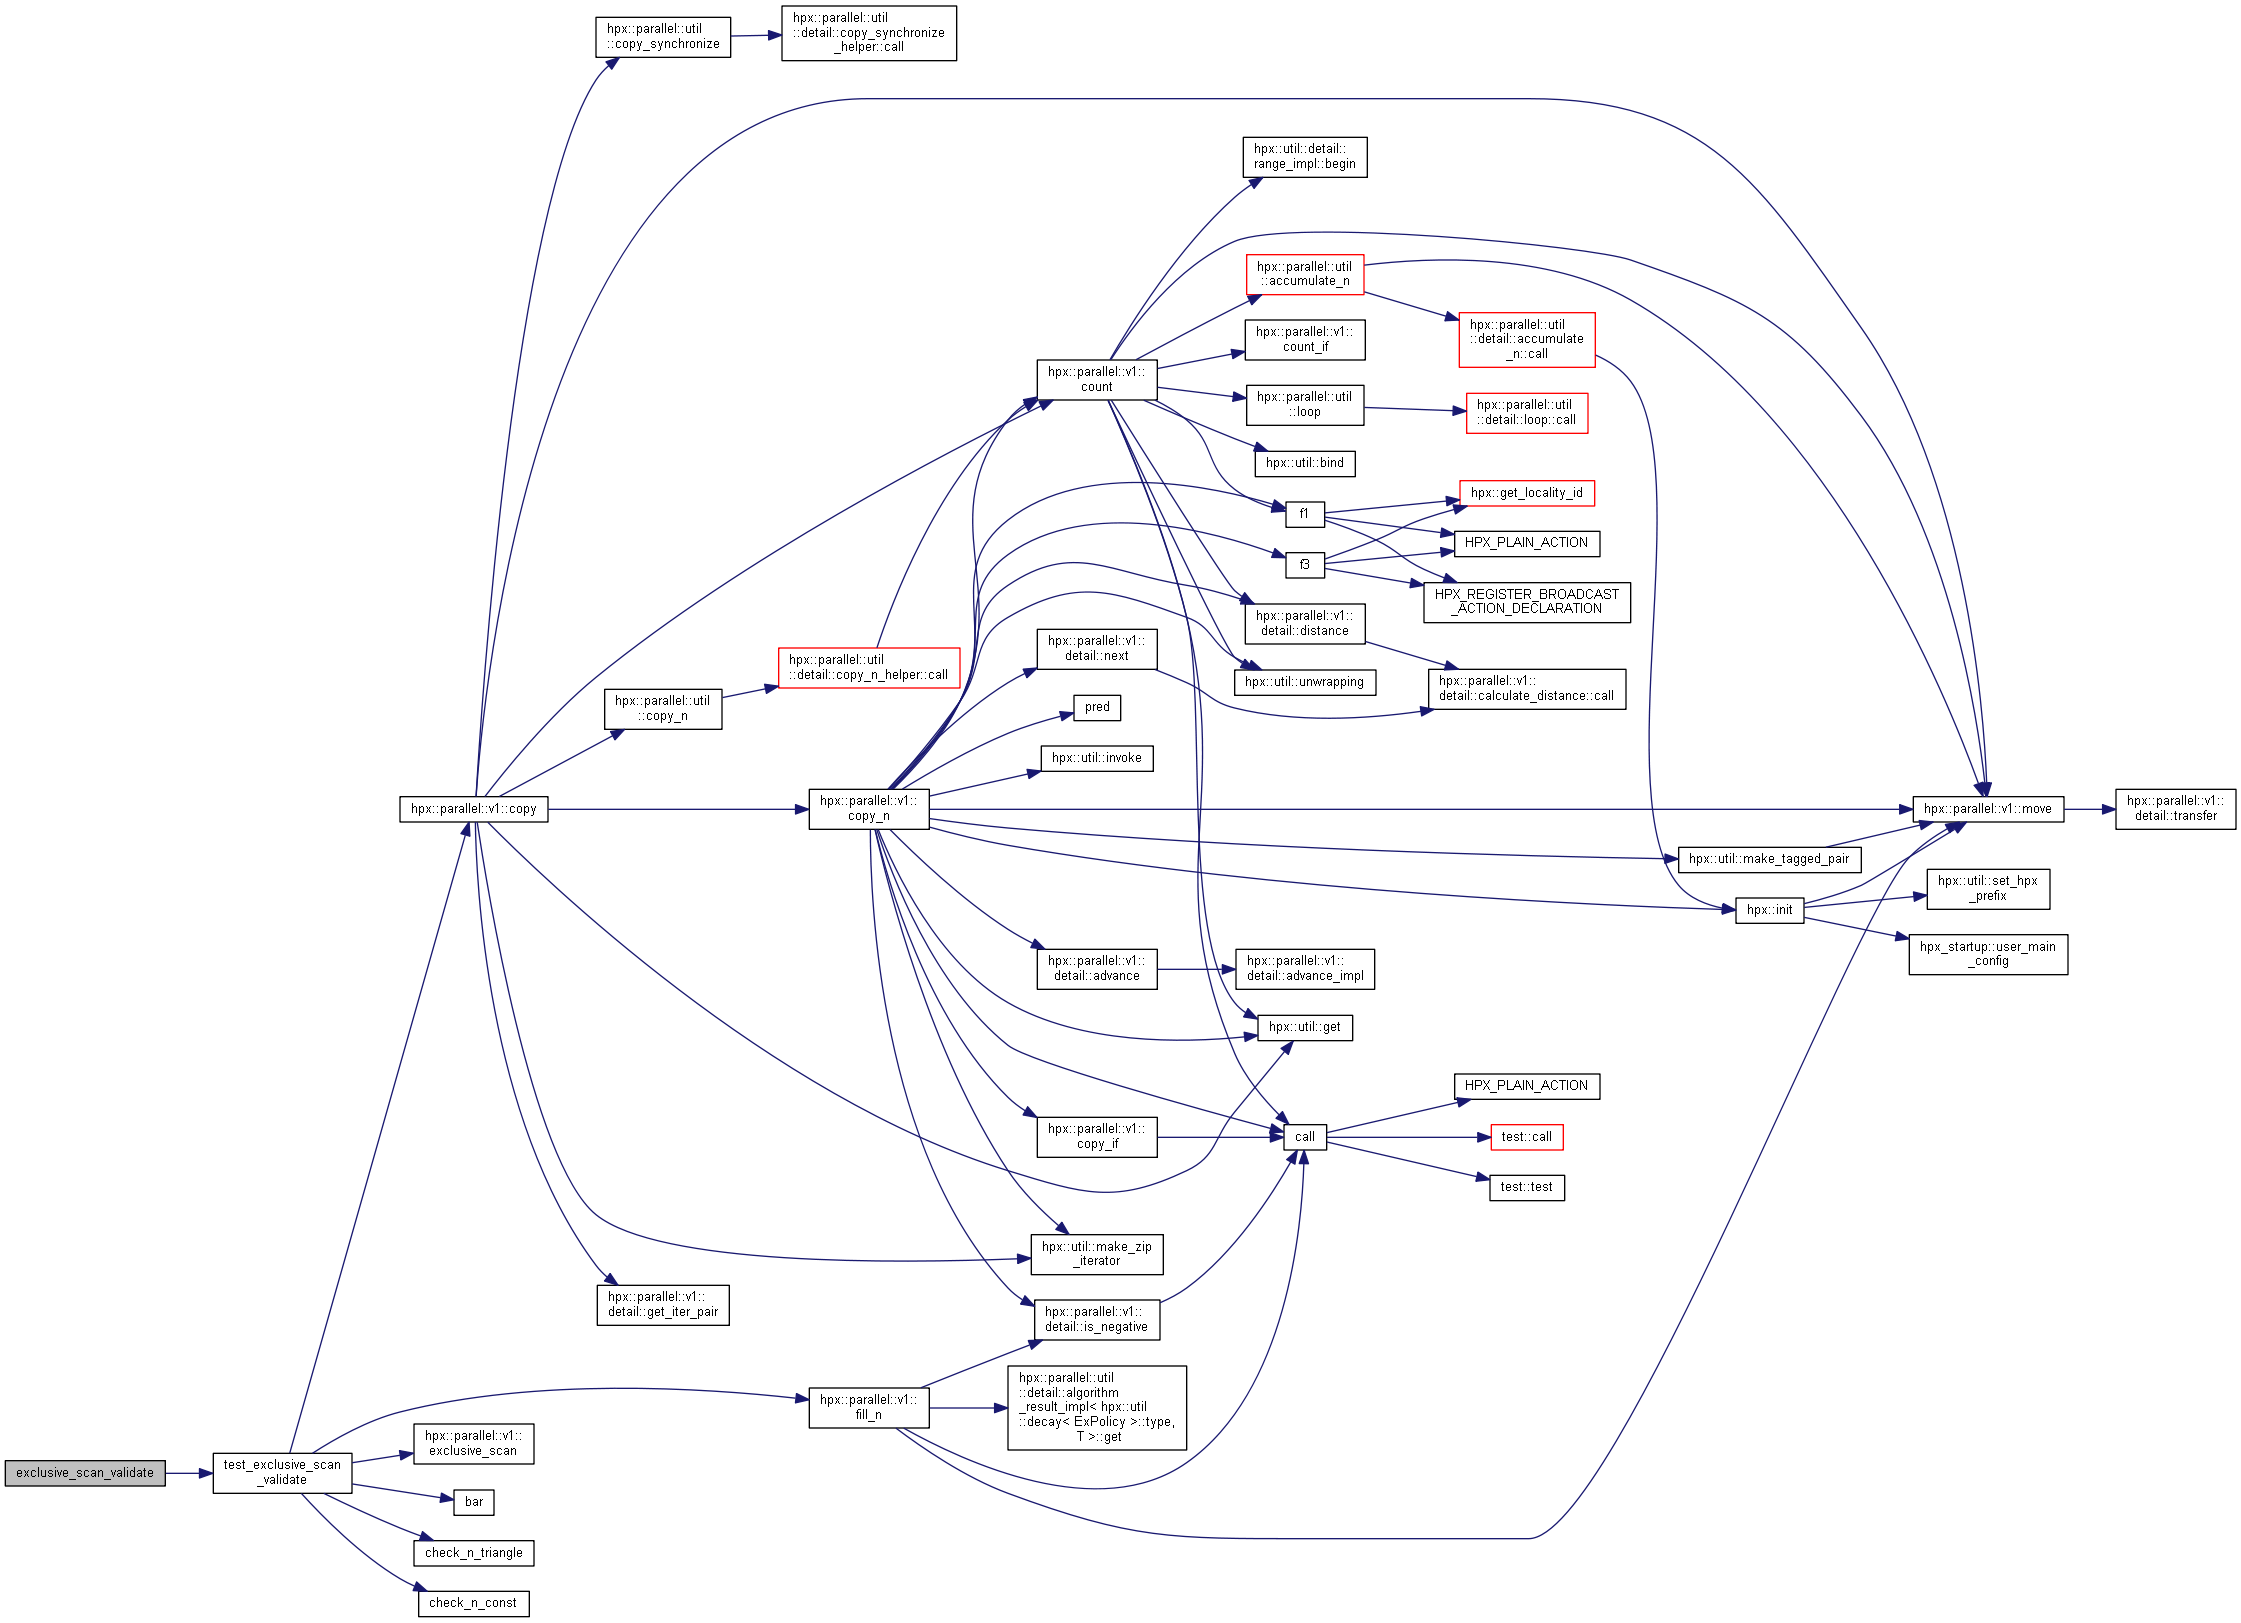 hpx::parallel::util
::copy_synchronize
hpx::parallel::util
::detail::copy_synchronize
_helper::call
hpx::util::detail::
range_impl::begin
hpx::parallel::util
::accumulate_n
hpx::parallel::v1::
count_if
hpx::parallel::util
::detail::accumulate
_n::call
hpx::parallel::v1::
count
hpx::parallel::util
::loop
hpx::parallel::util
::detail::loop::call
hpx::util::bind
hpx::get_locality_id
f1
HPX_PLAIN_ACTION
f3
HPX_REGISTER_BROADCAST
_ACTION_DECLARATION
hpx::parallel::v1::
detail::distance
hpx::parallel::v1::
detail::next
hpx::parallel::util
::detail::copy_n_helper::call
hpx::util::unwrapping
hpx::parallel::v1::
detail::calculate_distance::call
hpx::parallel::util
::copy_n
pred
hpx::util::invoke
hpx::parallel::v1::copy
hpx::parallel::v1::
copy_n
hpx::parallel::v1::move
hpx::parallel::v1::
detail::transfer
hpx::util::make_tagged_pair
hpx::util::set_hpx
_prefix
hpx::init
hpx_startup::user_main
_config
hpx::parallel::v1::
detail::advance
hpx::parallel::v1::
detail::advance_impl
hpx::util::get
HPX_PLAIN_ACTION
hpx::parallel::v1::
copy_if
call
test::call
test::test
hpx::util::make_zip
_iterator
hpx::parallel::v1::
detail::get_iter_pair
hpx::parallel::v1::
detail::is_negative
hpx::parallel::v1::
fill_n
hpx::parallel::util
::detail::algorithm
_result_impl< hpx::util
::decay< ExPolicy >::type,
T >::get
hpx::parallel::v1::
exclusive_scan
exclusive_scan_validate
test_exclusive_scan
_validate
bar
check_n_triangle
check_n_const